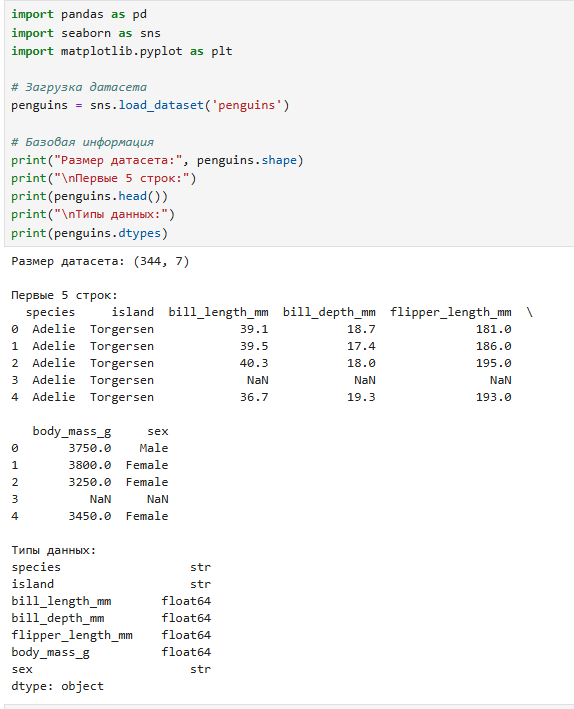 import pandas as pd
import seaborn as sns
import matplotlib.pyplot as plt

# Загрузка датасета
penguins = sns.load_dataset('penguins')

# Базовая информация
print("Размер датасета:", penguins.shape)
print("\nПервые 5 строк:")
print(penguins.head())
print("\nТипы данных:")
print(penguins.dtypes)
Размер датасета: (344, 7)

Первые 5 строк:
  species     island  bill_length_mm  bill_depth_mm  flipper_length_mm  \
0  Adelie  Torgersen            39.1           18.7              181.0
1  Adelie  Torgersen            39.5           17.4              186.0
2  Adelie  Torgersen            40.3           18.0              195.0
3  Adelie  Torgersen             NaN            NaN                NaN
4  Adelie  Torgersen            36.7           19.3              193.0

   body_mass_g     sex
0       3750.0    Male
1       3800.0  Female
2       3250.0  Female
3          NaN     NaN
4       3450.0  Female

Типы данных:
species                  str
island                   str
bill_length_mm       float64
bill_depth_mm        float64
flipper_length_mm    float64
body_mass_g          float64
sex                      str
dtype: object